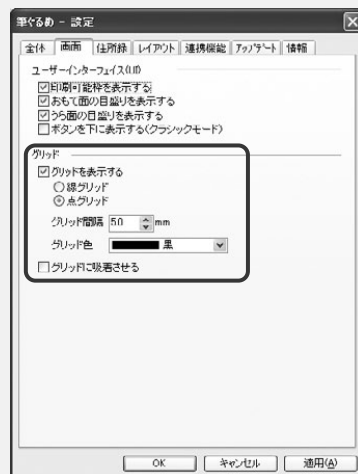 筆ぐるめ - 設定
全体 画面 住所録 レイアウト 連携機能 アップデート 情報
ユーザーインターフェイス(UI)
印刷可能枠を表示する
おもて面の目盛りを表示する
うら面の目盛りを表示する
ボタンを下に表示する(クラシックモード)
グリッド
グリッドを表示する
線グリッド
点グリッド
グリッド間隔 5.0 mm
グリッド色 黒
グリッドに吸着させる
OK キャンセル 適用(A)